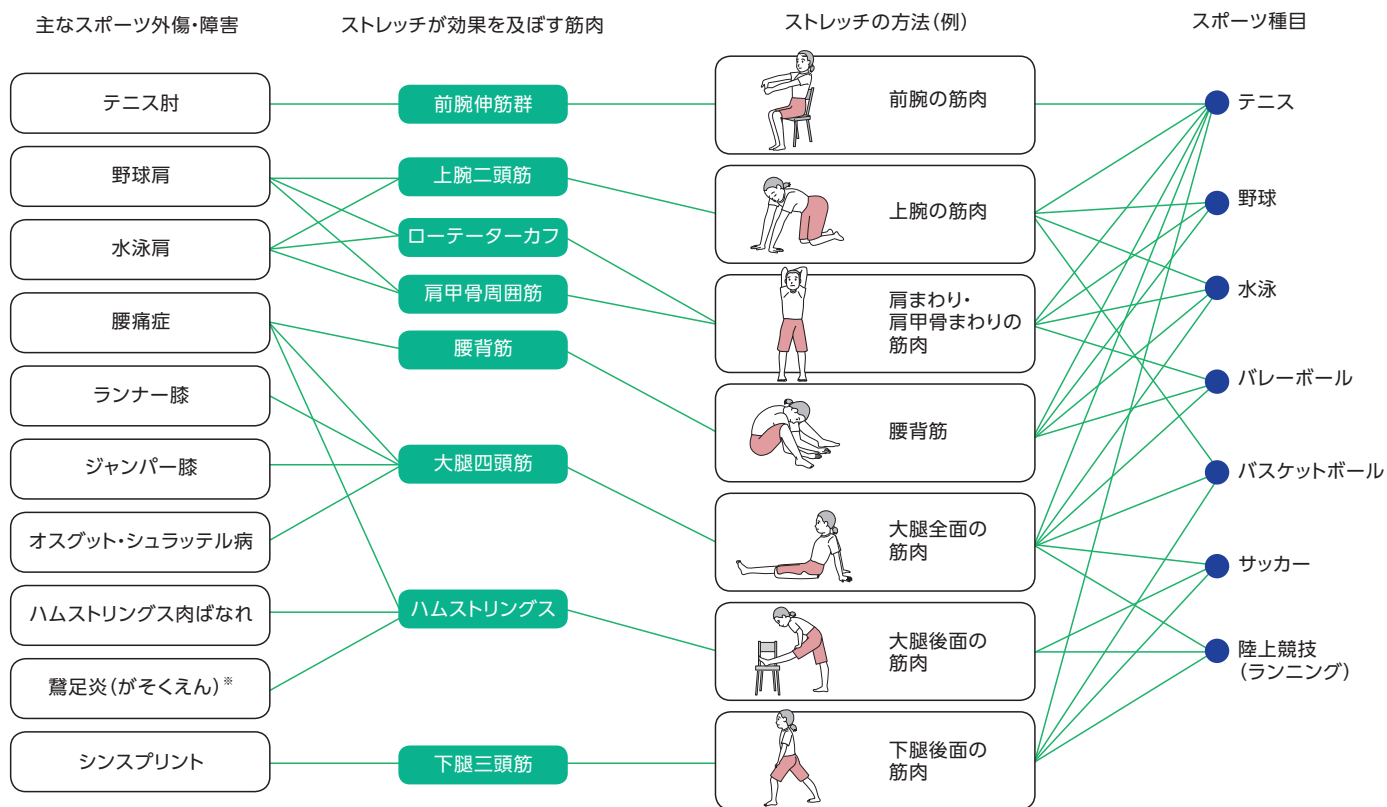 主なスポーツ外傷・障害
ストレッチが効果を及ぼす筋肉
ストレッチの方法(例)
スポーツ種目
テニス肘
野球肩
水泳肩
腰痛症
ランナー膝
ジャンパー膝
オスグット・シュラッテル病
ハムストリングス肉ばなれ
鵞足炎(がそくえん)※
シンスプリント
前腕伸筋群
上腕二頭筋
ローテーターカフ
肩甲骨周囲筋
腰背筋
大腿四頭筋
ハムストリングス
下腿三頭筋
前腕の筋肉
上腕の筋肉
肩まわり・
肩甲骨まわりの
筋肉
腰背筋
大腿全面の
筋肉
大腿後面の
筋肉
下腿後面の
筋肉
テニス
野球
水泳
バレーボール
バスケットボール
サッカー
陸上競技
(ランニング)